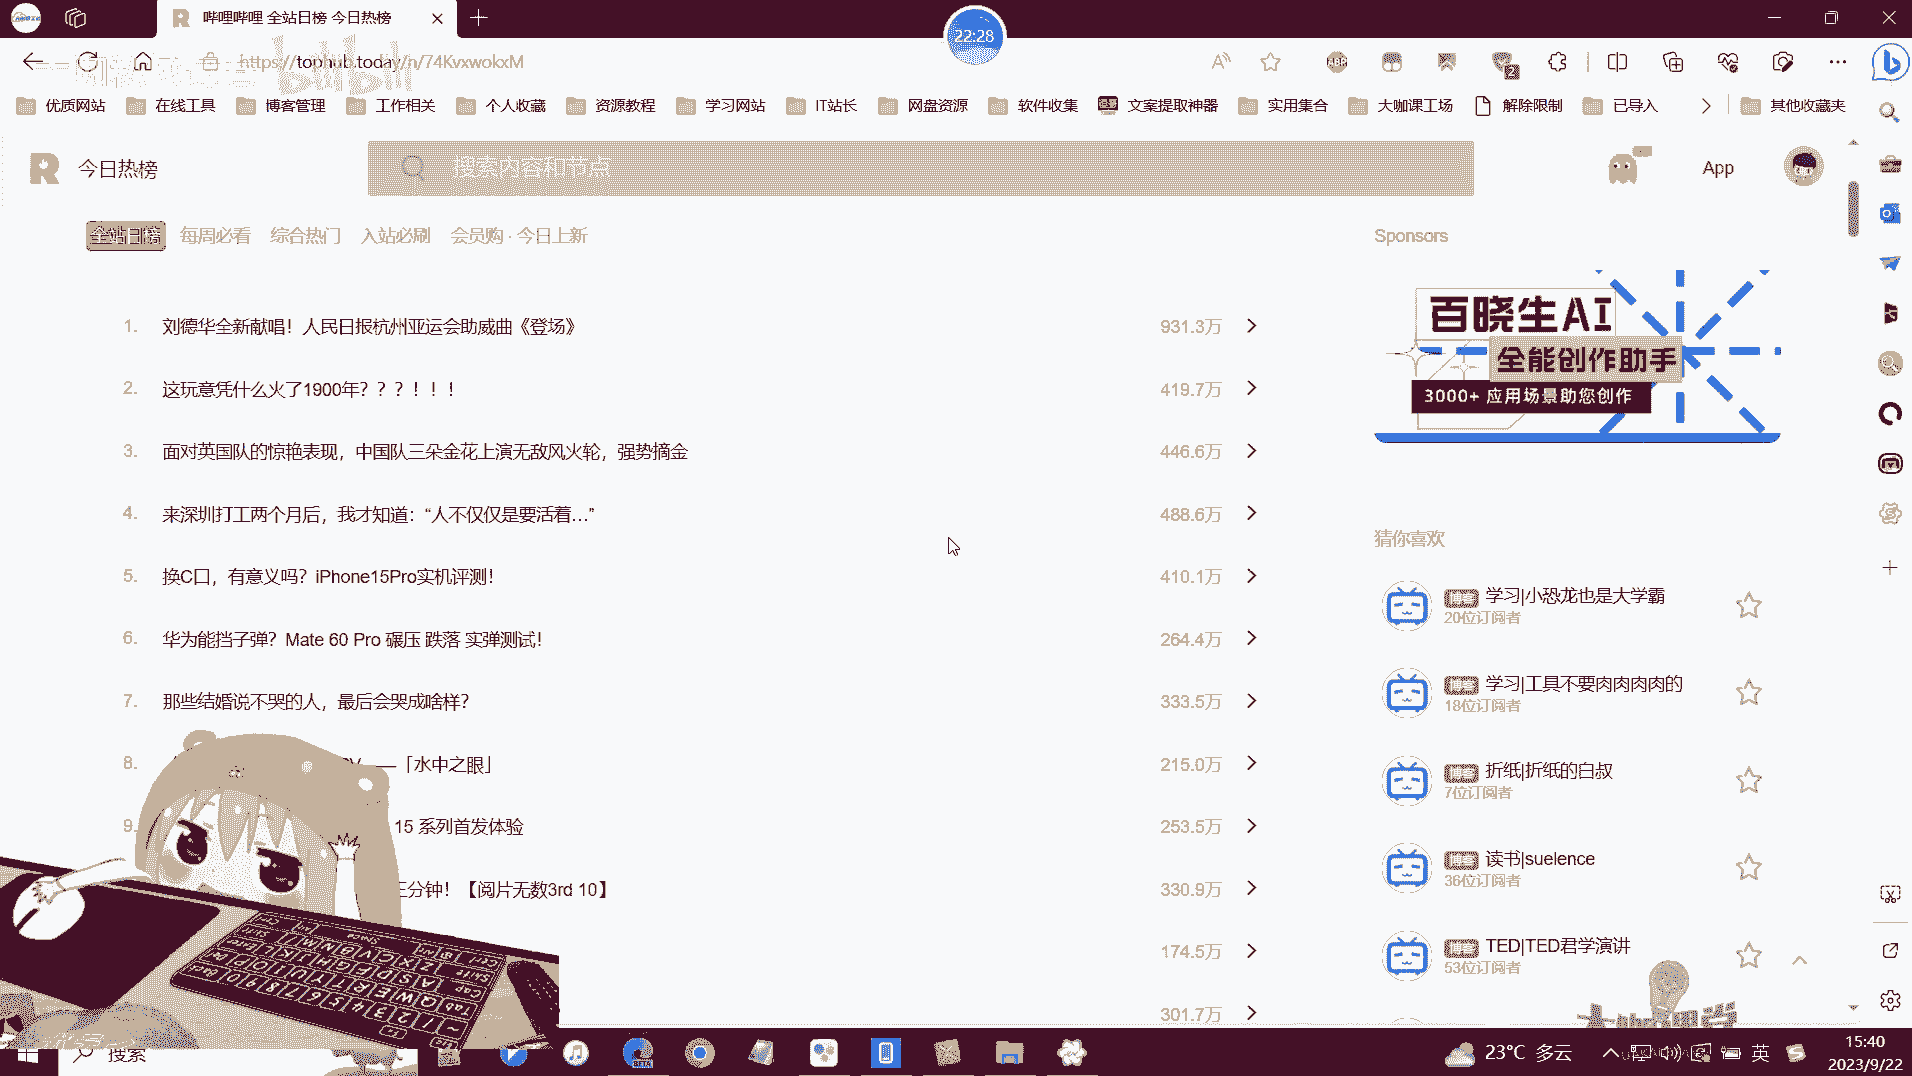 哔哩哔哩 全站日榜 今日热榜
22:28
https://tophub.today/n/74KvxwokxM
优质网站 在线工具 博客管理 工作相关 个人收藏 资源教程 学习网站 IT站长 网盘资源 软件收集 文案提取神器 实用集合 大咖课工场 解除限制 已导入 其他收藏夹
今日热榜
搜索内容和节点
App
全站日榜 每周必看 综合热门 入站必刷 会员购 · 今日上新
Sponsors
1. 刘德华全新献唱！人民日报杭州亚运会助威曲《登场》 931.3万
2. 这玩意凭什么火了1900年？？？！！！ 419.7万
3. 面对英国队的惊艳表现，中国队三朵金花上演无敌风火轮，强势摘金 446.6万
4. 来深圳打工两个月后，我才知道：“人不仅仅是要活着...” 488.6万
5. 换C口，有意义吗？iPhone15Pro实机评测！ 410.1万
6. 华为能挡子弹？Mate 60 Pro 碾压 跌落 实弹测试！ 264.4万
7. 那些结婚说不哭的人，最后会哭成啥样？ 333.5万
8. ——「水中之眼」 215.0万
9. 15 系列首发体验 253.5万
三分钟！【阅片无数3rd 10】 330.9万
174.5万
301.7万
百晓生AI
全能创作助手
3000+ 应用场景助您创作
猜你喜欢
博客 学习|小恐龙也是大学霸
20位订阅者
博客 学习|工具不要肉肉肉肉的
18位订阅者
博客 折纸|折纸的白叔
7位订阅者
博客 读书|suelence
36位订阅者
博客 TED|TED君学演讲
53位订阅者
搜索
23°C 多云
英
15:40
2023/9/22